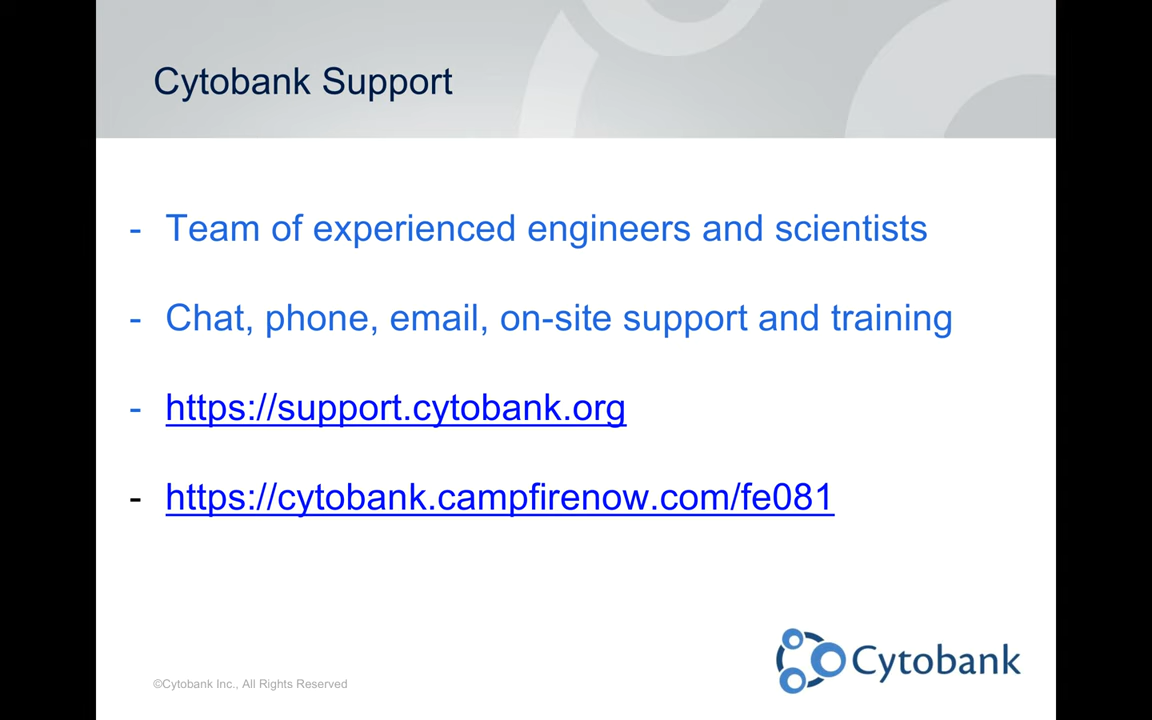 Cytobank Support
- Team of experienced engineers and scientists
- Chat, phone, email, on-site support and training
- https://support.cytobank.org
- https://cytobank.campfirenow.com/fe081
©Cytobank Inc., All Rights Reserved
Cytobank